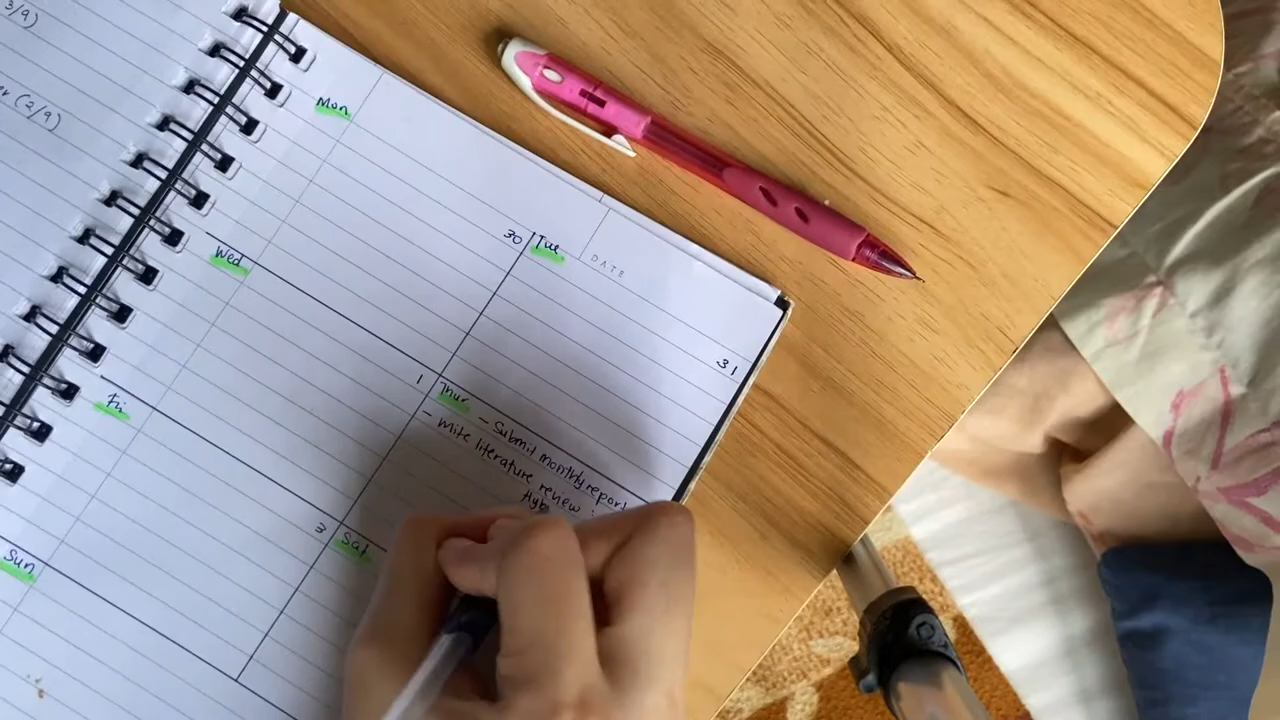 3/9)
(2/9)
Mon
30
Tue
DATE
31
Wed
1
Thur
- Submit monthly report
- Write literature review :
Hyb
Fri
3
Sat
Sun